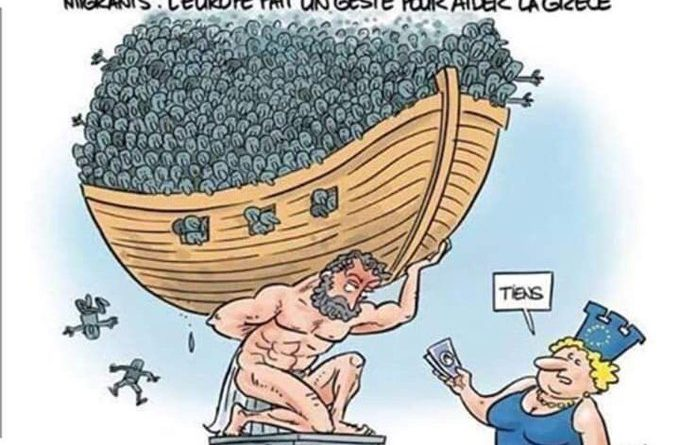 MIGRANTS : L'EUROPE FAIT UN GESTE POUR AIDER LA GRÈCE
TIENS